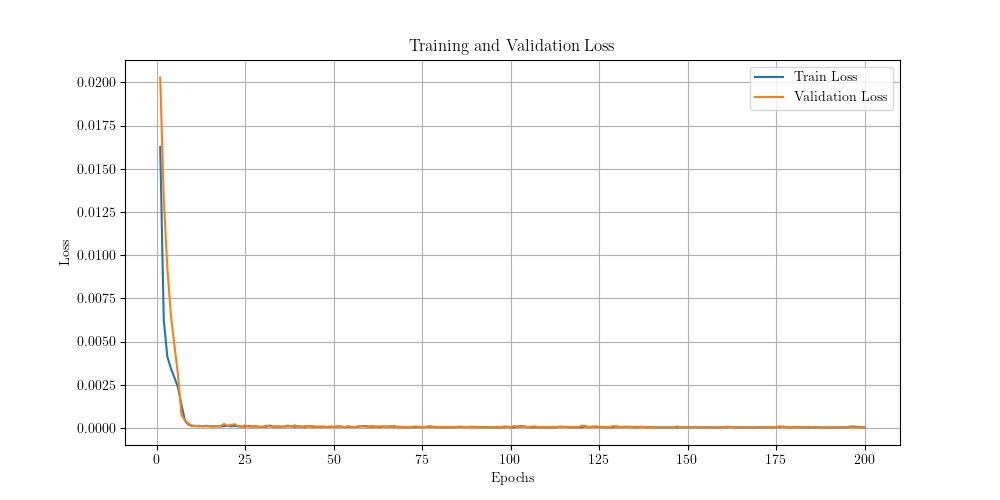 Training and Validation Loss
Train Loss
Validation Loss
0.0200
0.0175
0.0150
0.0125
0.0100
0.0075
0.0050
0.0025
0.0000
Loss
0 25 50 75 100 125 150 175 200
Epochs